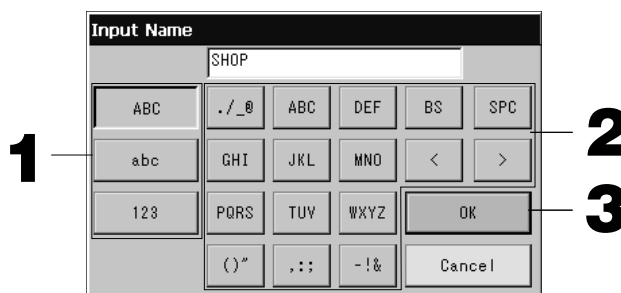 Input Name
SHOP
ABC ./_@ ABC DEF BS SPC
abc GHI JKL MNO < >
123 PQRS TUV WXYZ OK
()" ,:; -!& Cancel
1
2
3